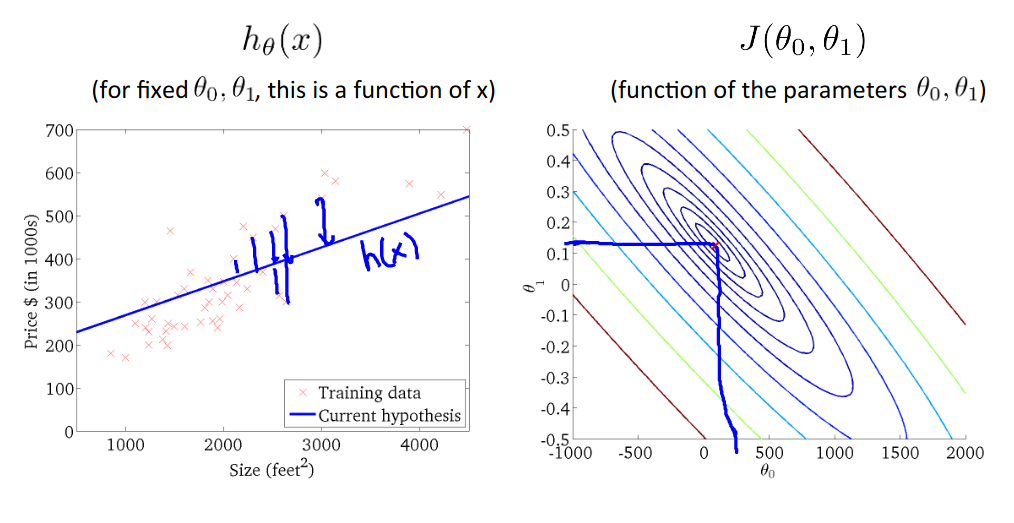 h_θ(x)
(for fixed θ₀, θ₁, this is a function of x)
700
600
500
400
300
200
100
0
Price $ (in 1000s)
1000
2000
3000
4000
Size (feet²)
h(x)
Training data
Current hypothesis
J(θ₀, θ₁)
(function of the parameters θ₀, θ₁)
0.5
0.4
0.3
0.2
0.1
0
-0.1
-0.2
-0.3
-0.4
-0.5
θ₁
-1000
-500
0
500
1000
1500
2000
θ₀